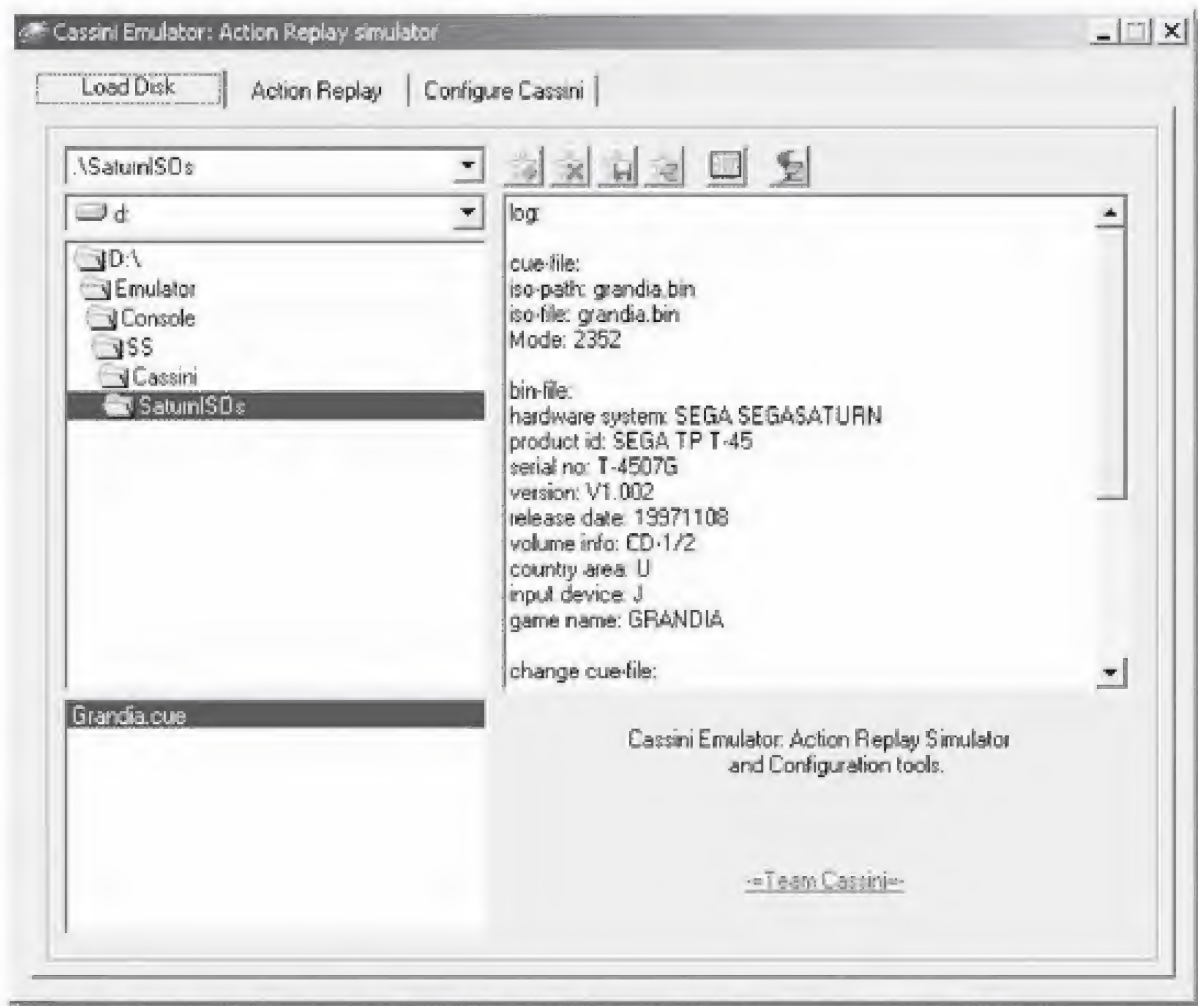 Cassini Emulator: Action Replay simulator
Load Disk
Action Replay
Configure Cassini
.\SaturnISOs
d:
D:\
Emulator
Console
SS
Cassini
SaturnISOs
Grandia.cue
log:
cue-file:
iso-path: grandia.bin
iso-file: grandia.bin
Mode: 2352
bin-file:
hardware system: SEGA SEGASATURN
product id: SEGA TP T-45
serial no: T-4507G
version: V1.002
release date: 19971108
volume info: CD-1/2
country area: U
input device: J
game name: GRANDIA
change cue-file:
Cassini Emulator: Action Replay Simulator
and Configuration tools.
-=Team Cassini=-